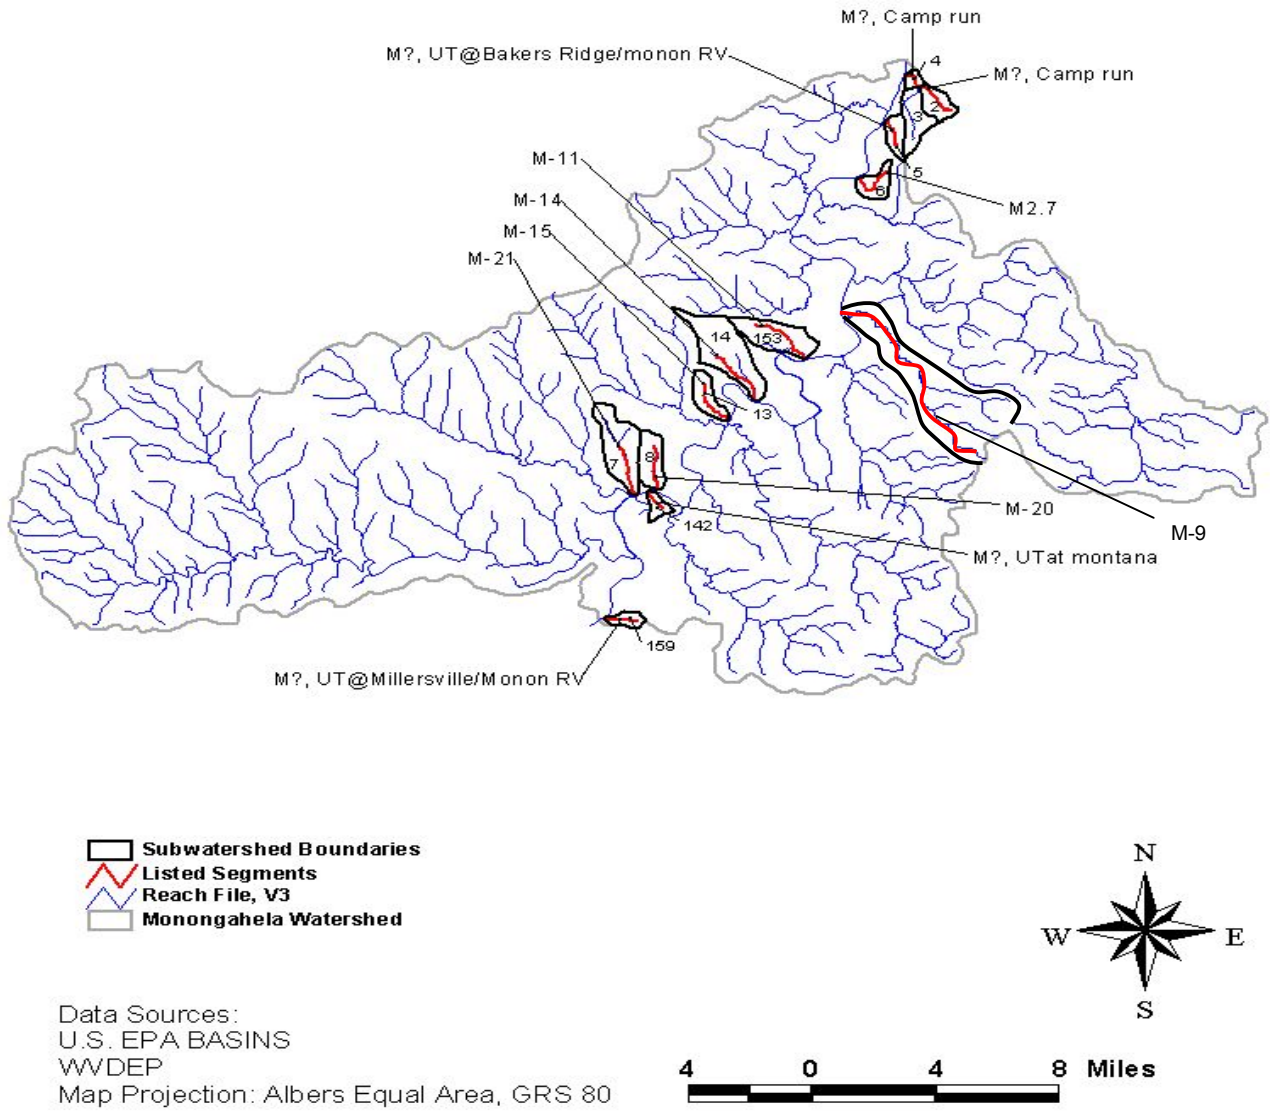 M?, Camp run
M?, UT@Bakers Ridge/monon RV
4
M?, Camp run
2
3
5
M-11
6
M-14
M2.7
M-15
M-21
14
153
13
7
8
M-20
142
M-9
M?, UTat montana
159
M?, UT@Millersville/Monon RV
Subwatershed Boundaries
Listed Segments
Reach File, V3
Monongahela Watershed
N
W
E
S
Data Sources:
U.S. EPA BASINS
WVDEP
Map Projection: Albers Equal Area, GRS 80
4 0 4 8 Miles